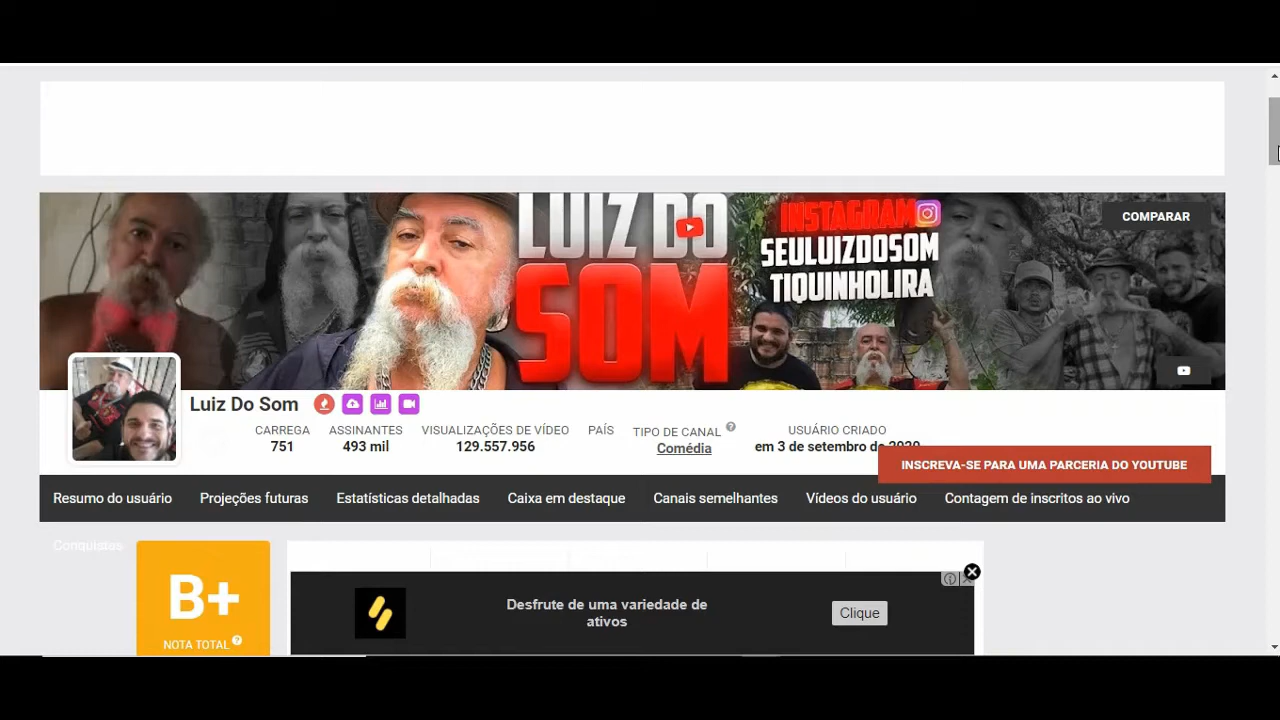 LUIZ DO
SOM
INSTAGRAM
SEULUIZDOSOM
TIQUINHOLIRA
COMPARAR
Luiz Do Som
CARREGA
751
ASSINANTES
493 mil
VISUALIZAÇÕES DE VÍDEO
129.557.956
PAÍS
TIPO DE CANAL
Comédia
USUÁRIO CRIADO
em 3 de setembro de 2020
INSCREVA-SE PARA UMA PARCERIA DO YOUTUBE
Resumo do usuário
Projeções futuras
Estatísticas detalhadas
Caixa em destaque
Canais semelhantes
Vídeos do usuário
Contagem de inscritos ao vivo
Conquistas
B+
NOTA TOTAL
Desfrute de uma variedade de
ativos
Clique